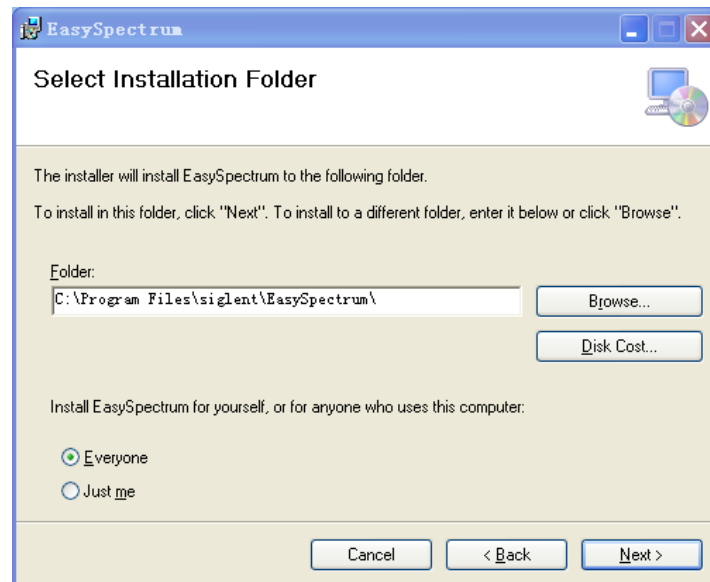 EasySpectrum
Select Installation Folder
The installer will install EasySpectrum to the following folder.
To install in this folder, click "Next". To install to a different folder, enter it below or click "Browse".
Folder:
C:\Program Files\siglent\EasySpectrum\
Browse...
Disk Cost...
Install EasySpectrum for yourself, or for anyone who uses this computer:
Everyone
Just me
Cancel
< Back
Next >